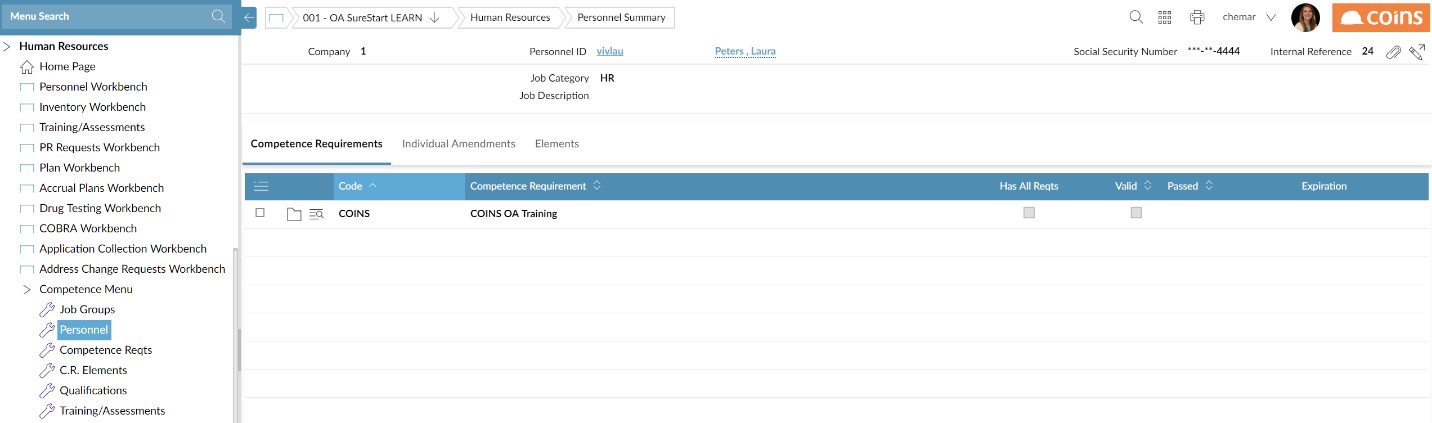 Menu Search
001 - OA SureStart LEARN
Human Resources
Personnel Summary
chemar
COINS
Human Resources
Home Page
Personnel Workbench
Inventory Workbench
Training/Assessments
PR Requests Workbench
Plan Workbench
Accrual Plans Workbench
Drug Testing Workbench
COBRA Workbench
Application Collection Workbench
Address Change Requests Workbench
Competence Menu
Job Groups
Personnel
Competence Reqts
C.R. Elements
Qualifications
Training/Assessments
Company 1 Personnel ID vivlau Peters , Laura Social Security Number ***-**-4444 Internal Reference 24
Job Category HR
Job Description
Competence Requirements Individual Amendments Elements
Code Competence Requirement Has All Reqts Valid Passed Expiration
COINS COINS OA Training